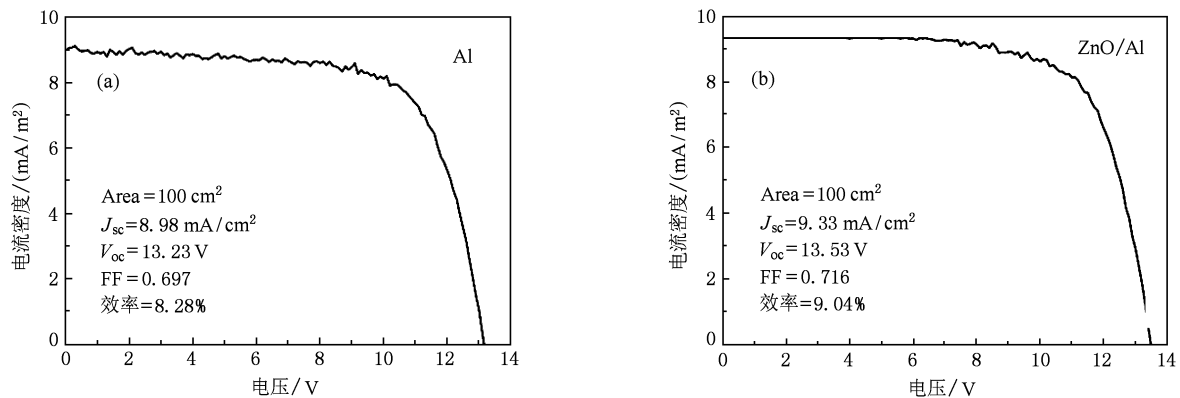 10
8
6
4
2
0
电流密度/(mA/m²)
Al
(a)
Area=100 cm²
Jsc=8.98 mA/cm²
Voc=13.23 V
FF=0.697
效率=8.28%
0 2 4 6 8 10 12 14
电压/V
10
8
6
4
2
0
电流密度/(mA/m²)
ZnO/Al
(b)
Area=100 cm²
Jsc=9.33 mA/cm²
Voc=13.53 V
FF=0.716
效率=9.04%
0 2 4 6 8 10 12 14
电压/V